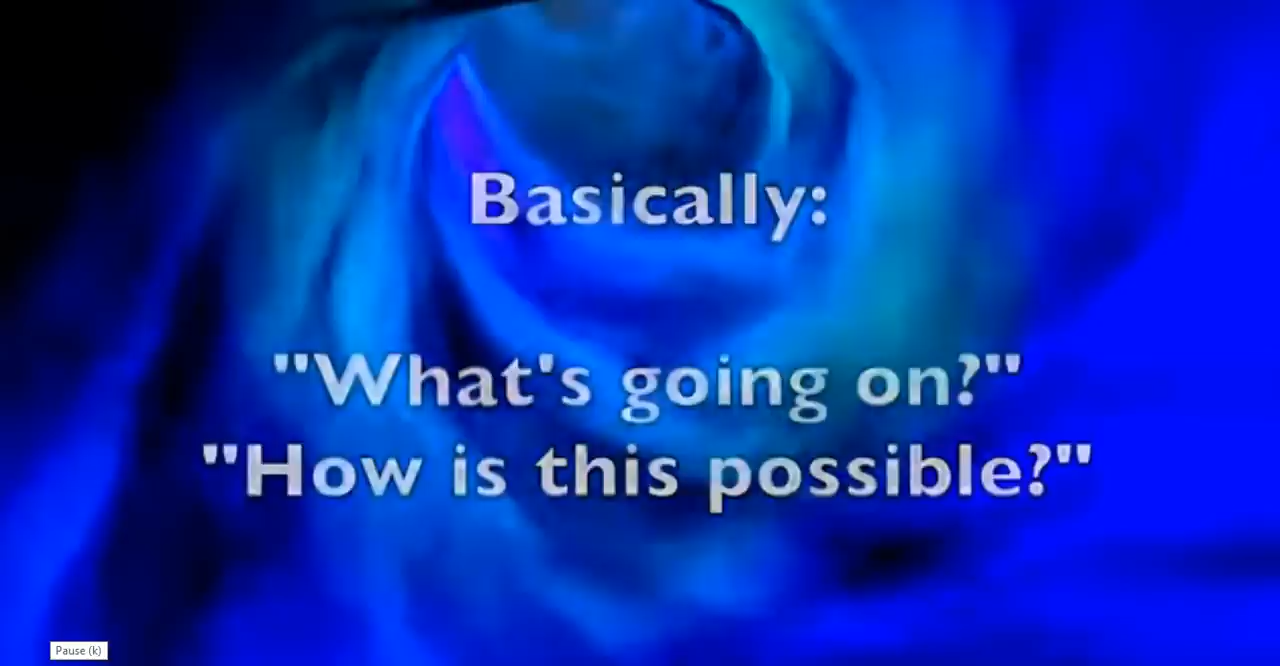 Basically:
"What's going on?"
"How is this possible?"
Pause (k)